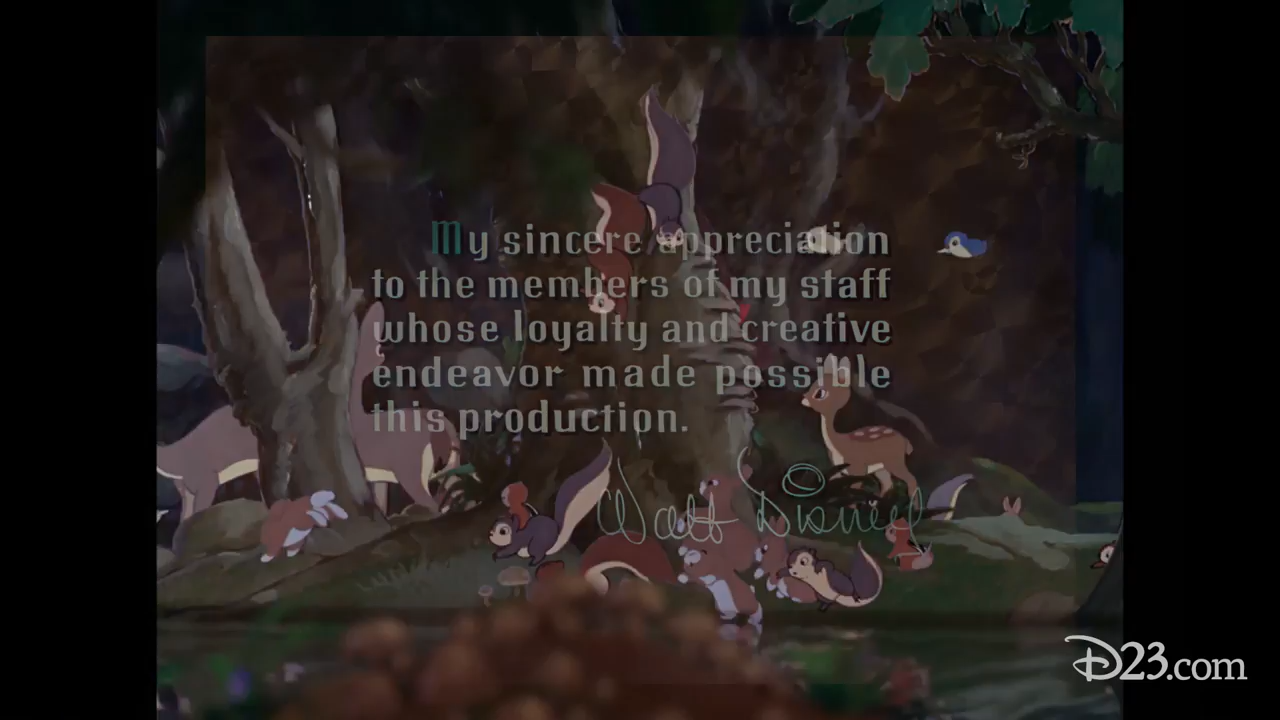 My sincere appreciation
to the members of my staff
whose loyalty and creative
endeavor made possible
this production.
Walt Disney
D23.com